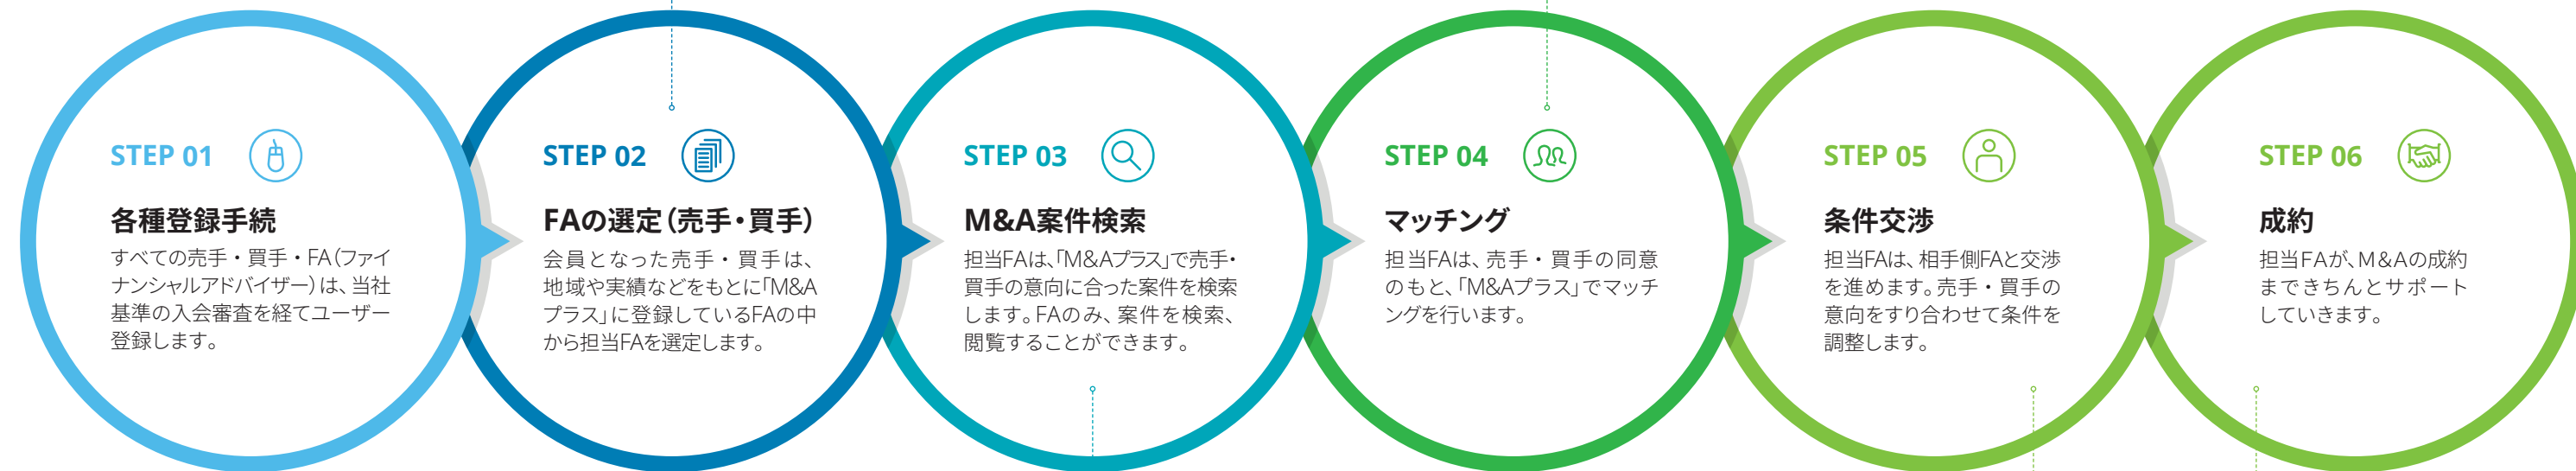 STEP 01
各種登録手続
すべての売手・買手・FA(ファイ
ナンシャルアドバイザー)は、当社
基準の入会審査を経てユーザー
登録します。
STEP 02
FAの選定(売手・買手)
会員となった売手・買手は、
地域や実績などをもとに「M&A
プラス」に登録しているFAの中
から担当FAを選定します。
STEP 03
M&A案件検索
担当FAは、「M&Aプラス」で売手・
買手の意向に合った案件を検索
します。FAのみ、案件を検索、
閲覧することができます。
STEP 04
マッチング
担当FAは、売手・買手の同意
のもと、「M&Aプラス」でマッチ
ングを行います。
STEP 05
条件交渉
担当FAは、相手側FAと交渉
を進めます。売手・買手の
意向をすり合わせて条件を
調整します。
STEP 06
成約
担当FAが、M&Aの成約
まできちんとサポート
していきます。